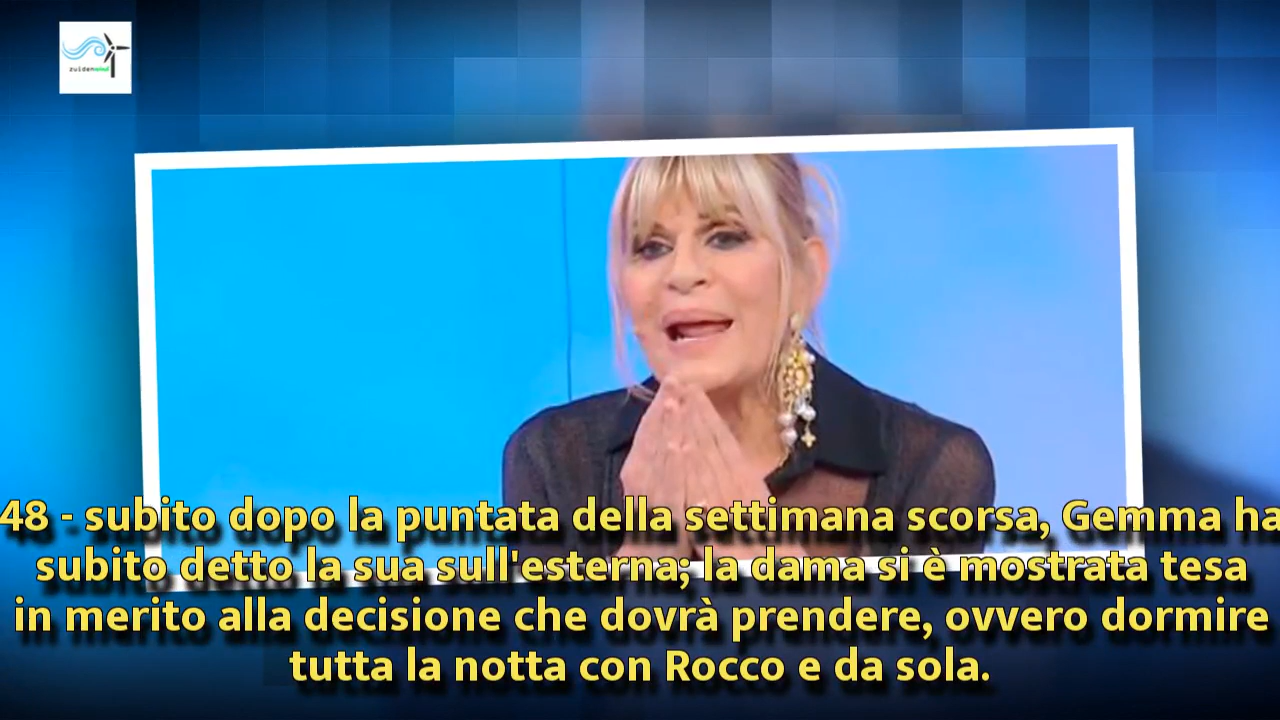 zuidenwind
48 - subito dopo la puntata della settimana scorsa, Gemma ha
subito detto la sua sull'esterna; la dama si è mostrata tesa
in merito alla decisione che dovrà prendere, ovvero dormire
tutta la notta con Rocco e da sola.